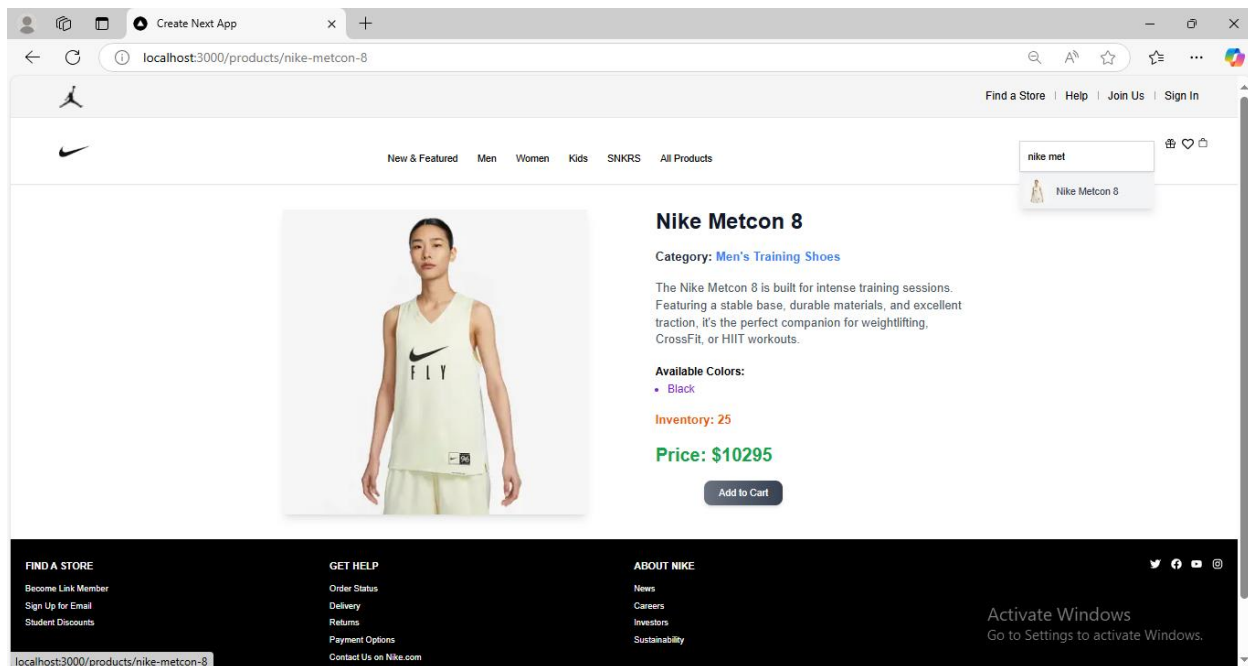 Create Next App
localhost:3000/products/nike-metcon-8
Find a Store | Help | Join Us | Sign In
New & Featured Men Women Kids SNKRS All Products
nike met
Nike Metcon 8
Nike Metcon 8
Category: Men's Training Shoes
The Nike Metcon 8 is built for intense training sessions.
Featuring a stable base, durable materials, and excellent
traction, it's the perfect companion for weightlifting,
CrossFit, or HIIT workouts.
FLY
Available Colors:
• Black
Inventory: 25
Price: $10295
Add to Cart
FIND A STORE
Become Link Member
Sign Up for Email
Student Discounts
GET HELP
Order Status
Delivery
Returns
Payment Options
Contact Us on Nike.com
ABOUT NIKE
News
Careers
Investors
Sustainability
Activate Windows
Go to Settings to activate Windows.
localhost:3000/products/nike-metcon-8